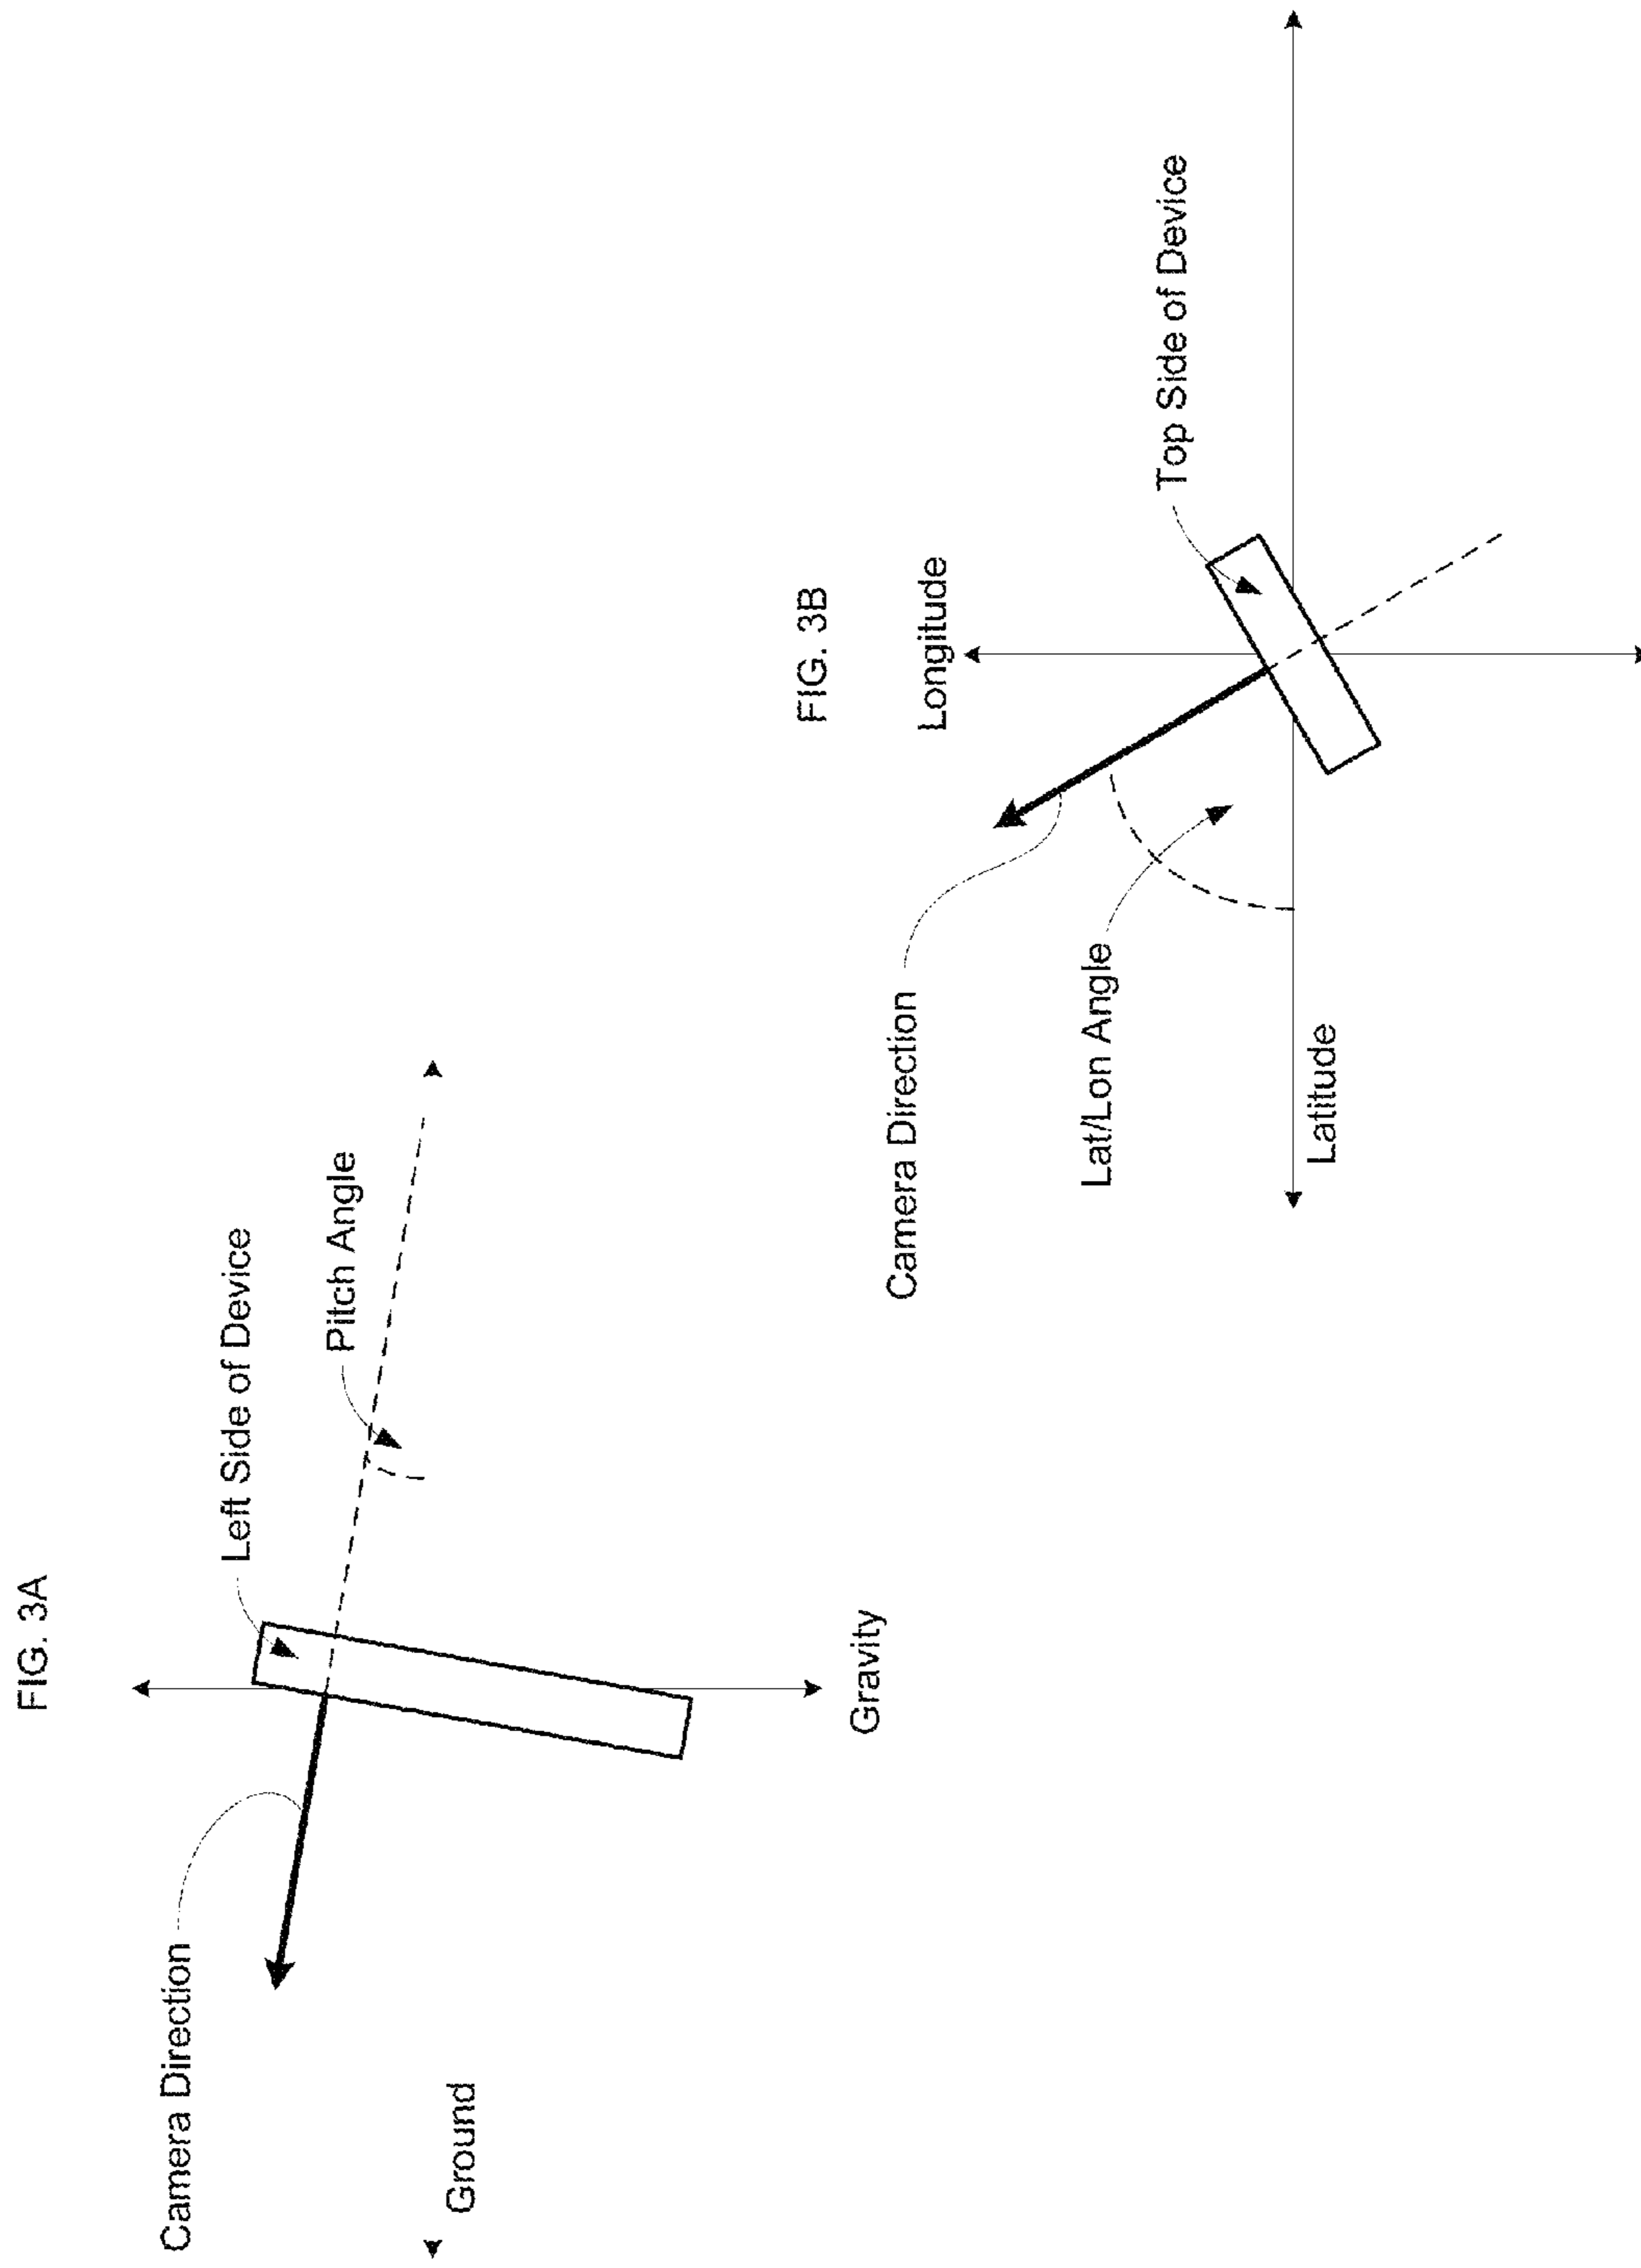 FIG. 3A
Camera Direction
Left Side of Device
Pitch Angle
Ground
Gravity
FIG. 3B
Longitude
Camera Direction
Top Side of Device
Lat/Lon Angle
Latitude